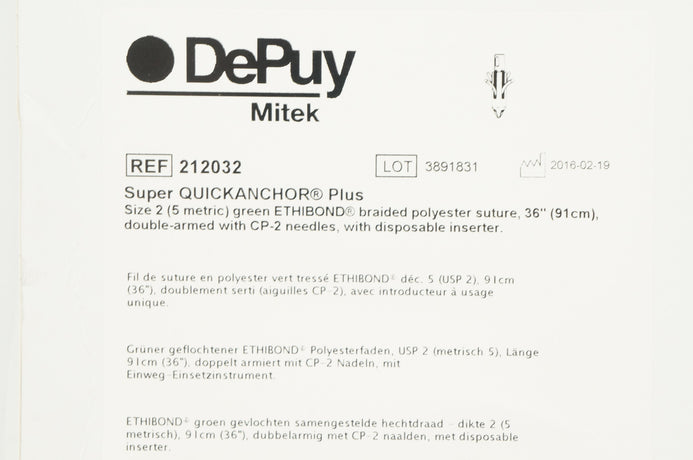 DePuy
Mitek
REF 212032 LOT 3891831 2016-02-19
Super QUICKANCHOR® Plus
Size 2 (5 metric) green ETHIBOND® braided polyester suture, 36" (91cm),
double-armed with CP-2 needles, with disposable inserter.
Fil de suture en polyester vert tressé ETHIBOND® déc. 5 (USP 2), 91cm
(36"), doublement serti (aiguilles CP-2), avec introducteur à usage
unique.
Grüner geflochtener ETHIBOND® Polyesterfaden, USP 2 (metrisch 5), Länge
91cm (36"), doppelt armiert mit CP-2 Nadeln, mit
Einweg-Einsetzinstrument.
ETHIBOND® groen gevlochten samengestelde hechtdraad - dikte 2 (5
metrisch), 91cm (36"), dubbelarmig met CP-2 naalden, met disposable
inserter.